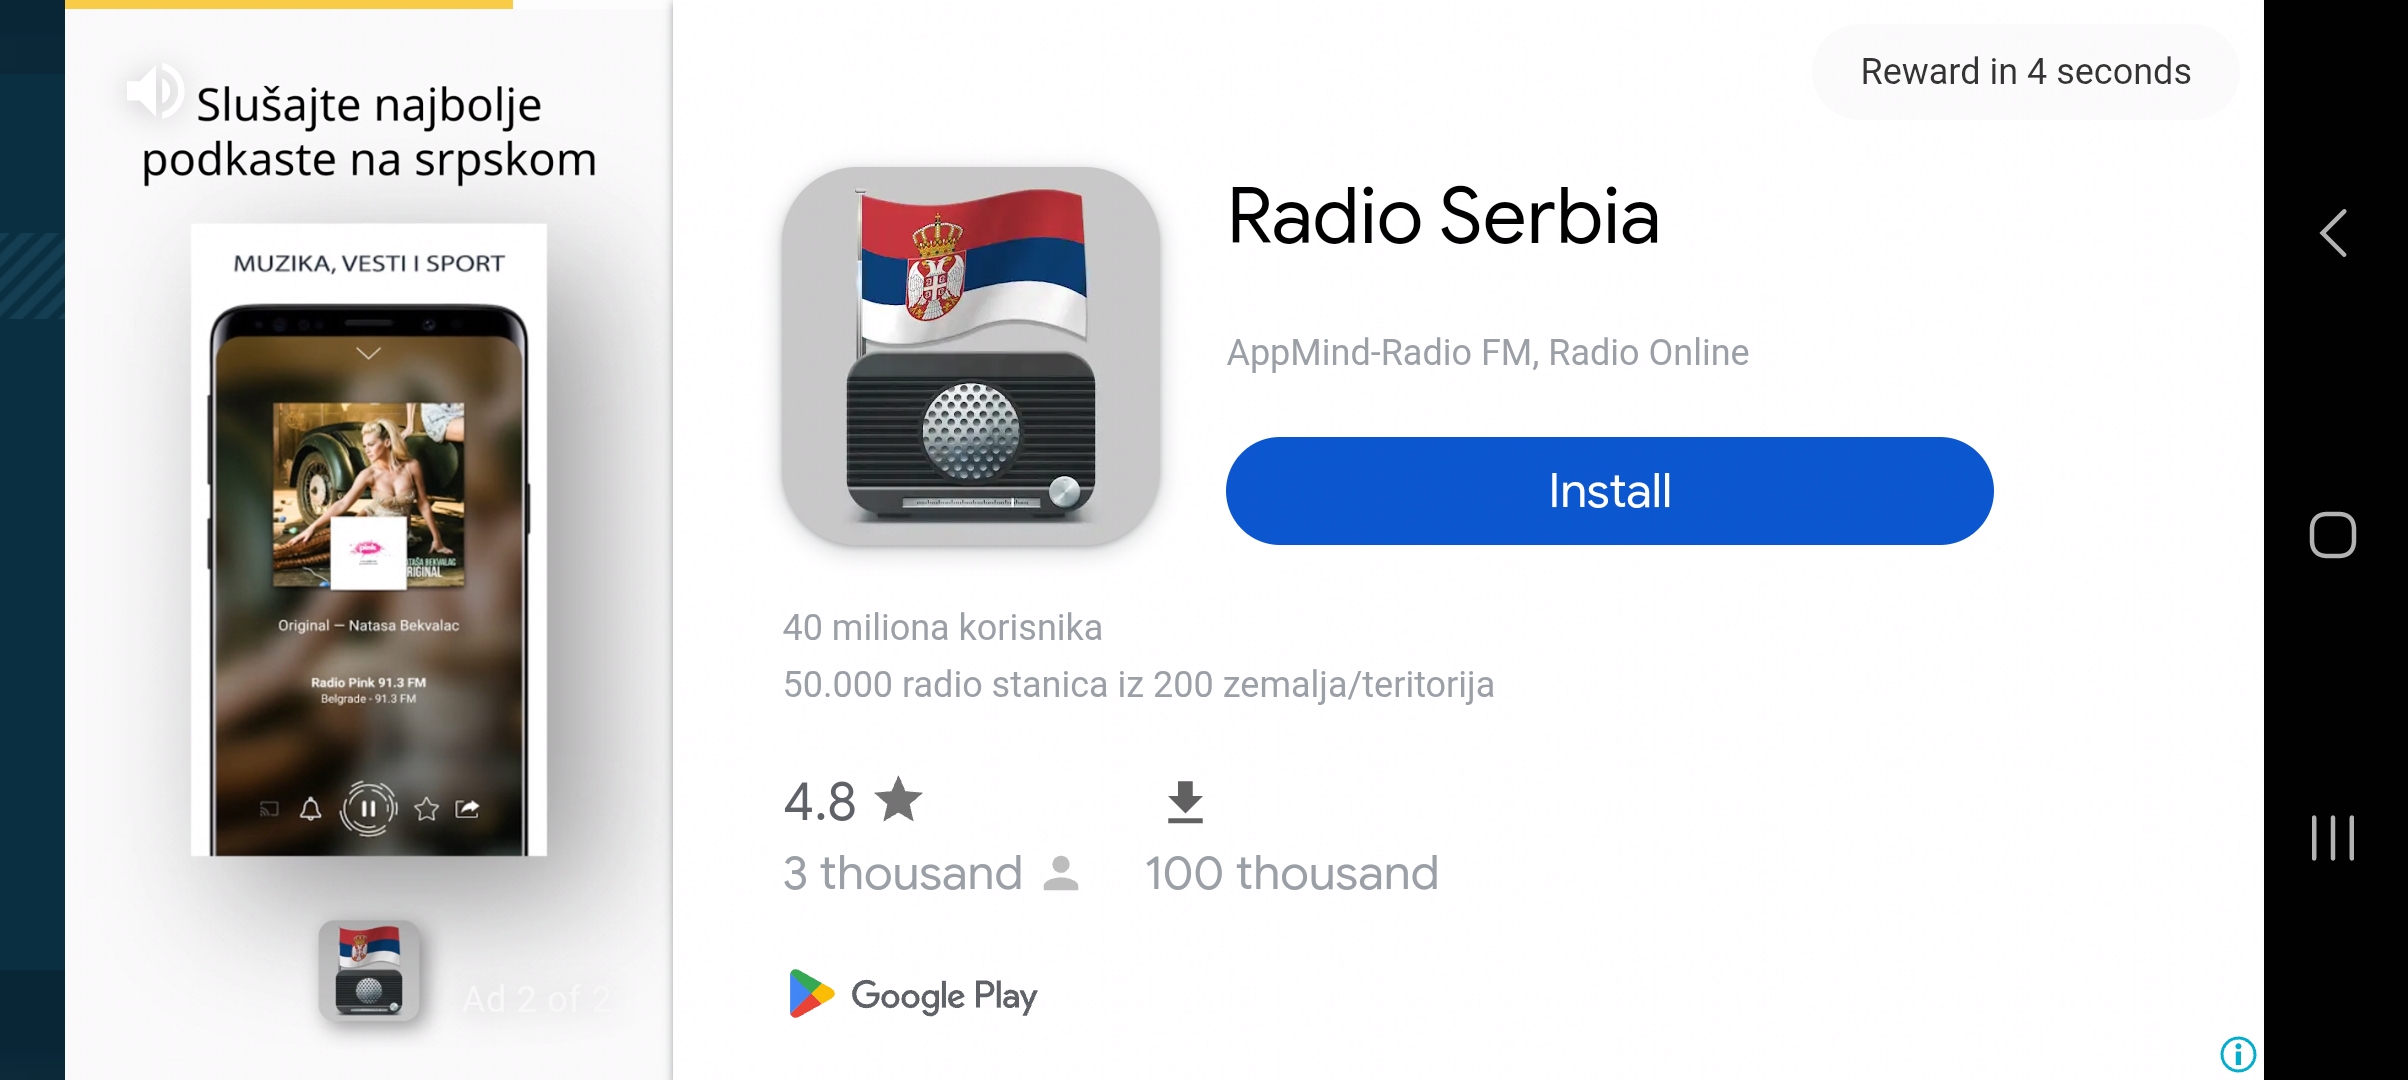 Slušajte najbolje
podkaste na srpskom
MUZIKA, VESTI I SPORT
pink
RIGINAL
Original – Natasa Bekvalac
Radio Pink 91.3 FM
Belgrade - 91.3 FM
Ad 2 of 2
Reward in 4 seconds
Radio Serbia
AppMind-Radio FM, Radio Online
Install
40 miliona korisnika
50.000 radio stanica iz 200 zemalja/teritorija
4.8
3 thousand
100 thousand
Google Play